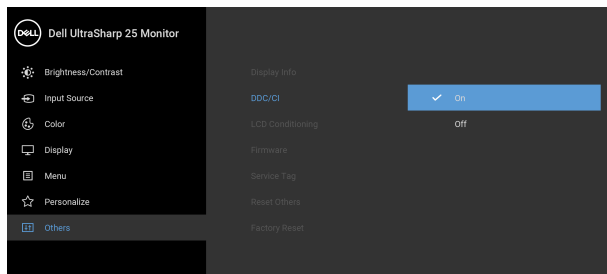 DELL
Dell UltraSharp 25 Monitor
Brightness/Contrast
Input Source
Color
Display
Menu
Personalize
Others
Display Info
DDC/CI
LCD Conditioning
Firmware
Service Tag
Reset Others
Factory Reset
On
Off